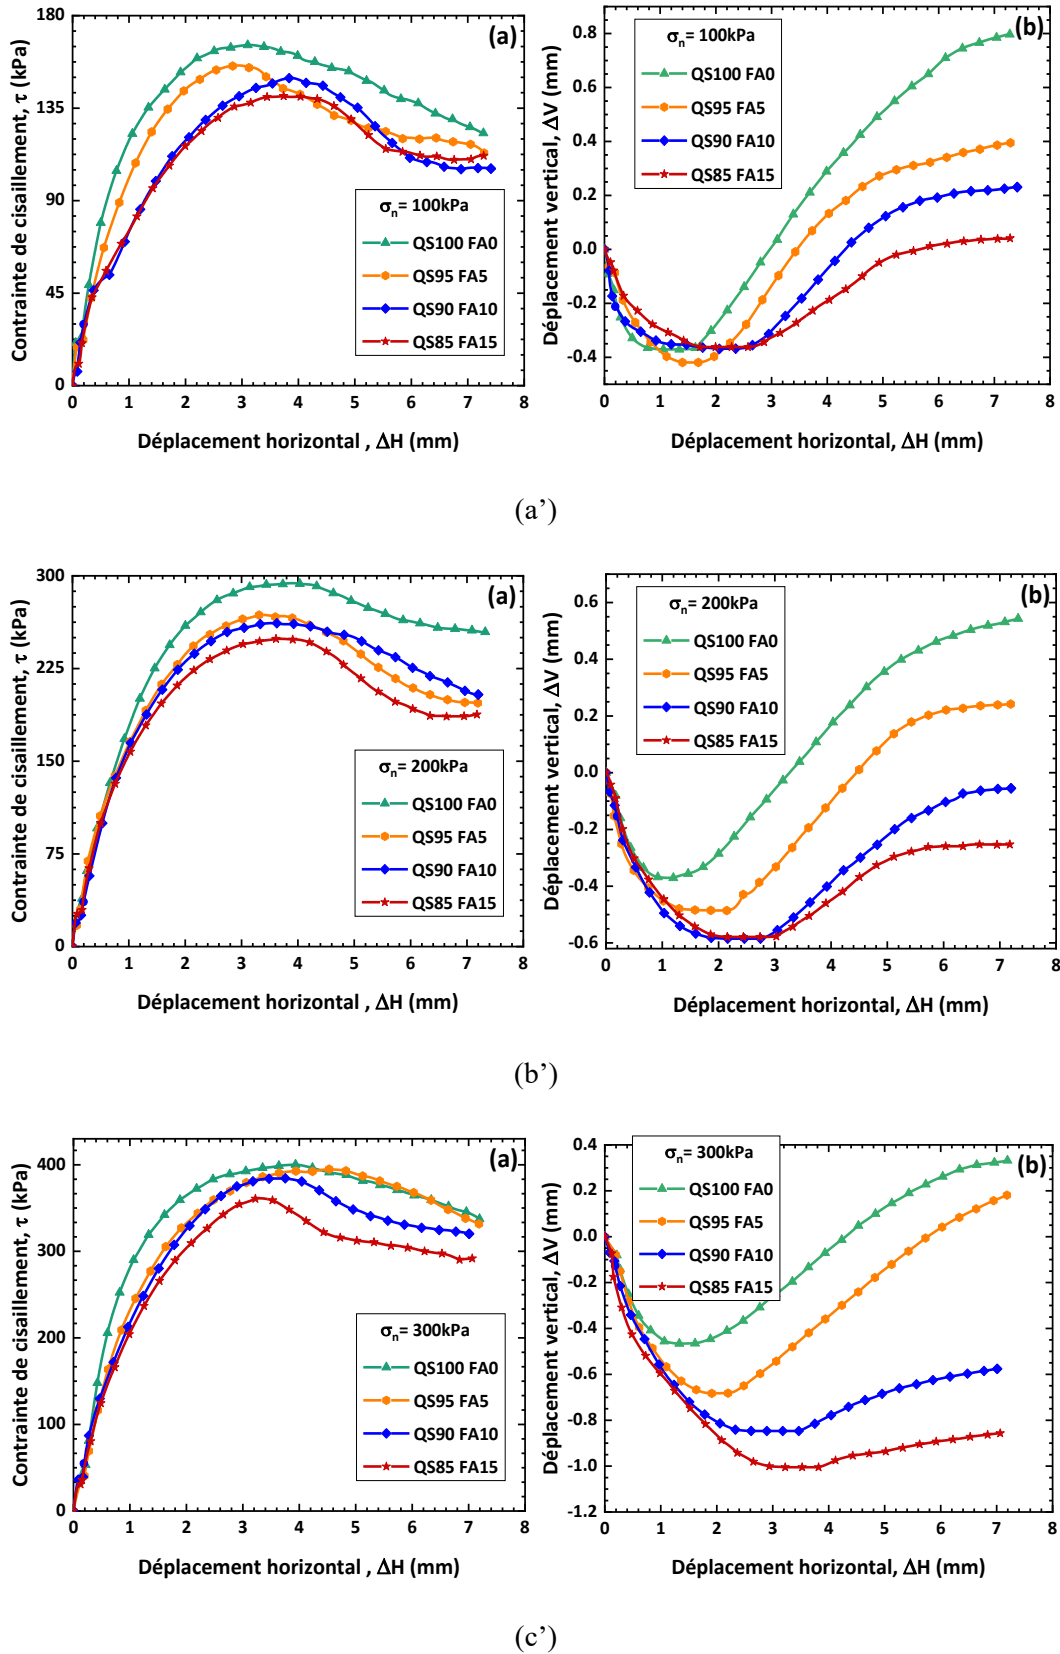 180
135
90
45
0
0 1 2 3 4 5 6 7 8
Contrainte de cisaillement, τ (kPa)
Déplacement horizontal , ΔH (mm)
(a)
σn= 100kPa
QS100 FA0
QS95 FA5
QS90 FA10
QS85 FA15
0.8
0.6
0.4
0.2
0.0
-0.2
-0.4
0 1 2 3 4 5 6 7 8
Déplacement vertical, ΔV (mm)
Déplacement horizontal, ΔH (mm)
(b)
σn= 100kPa
QS100 FA0
QS95 FA5
QS90 FA10
QS85 FA15
(a’)
300
225
150
75
0
0 1 2 3 4 5 6 7 8
Contrainte de cisaillement, τ (kPa)
Déplacement horizontal , ΔH (mm)
(a)
σn= 200kPa
QS100 FA0
QS95 FA5
QS90 FA10
QS85 FA15
0.6
0.4
0.2
0.0
-0.2
-0.4
-0.6
0 1 2 3 4 5 6 7 8
Déplacement vertical, ΔV (mm)
Déplacement horizontal, ΔH (mm)
(b)
σn= 200kPa
QS100 FA0
QS95 FA5
QS90 FA10
QS85 FA15
(b’)
400
300
200
100
0
0 1 2 3 4 5 6 7 8
Contrainte de cisaillement, τ (kPa)
Déplacement horizontal , ΔH (mm)
(a)
σn= 300kPa
QS100 FA0
QS95 FA5
QS90 FA10
QS85 FA15
0.4
0.2
0.0
-0.2
-0.4
-0.6
-0.8
-1.0
-1.2
0 1 2 3 4 5 6 7 8
Déplacement vertical, ΔV (mm)
Déplacement horizontal, ΔH (mm)
(b)
σn= 300kPa
QS100 FA0
QS95 FA5
QS90 FA10
QS85 FA15
(c’)